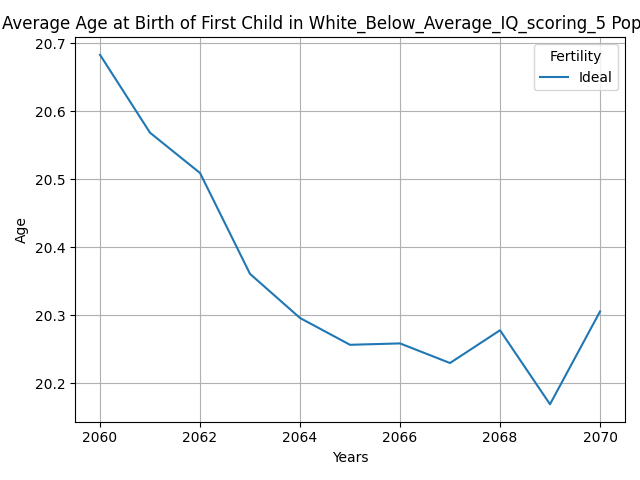 Average Age at Birth of First Child in White_Below_Average_IQ_scoring_5 Pop
20.7
20.6
20.5
20.4
20.3
20.2
Age
2060
2062
2064
2066
2068
2070
Years
Fertility
Ideal